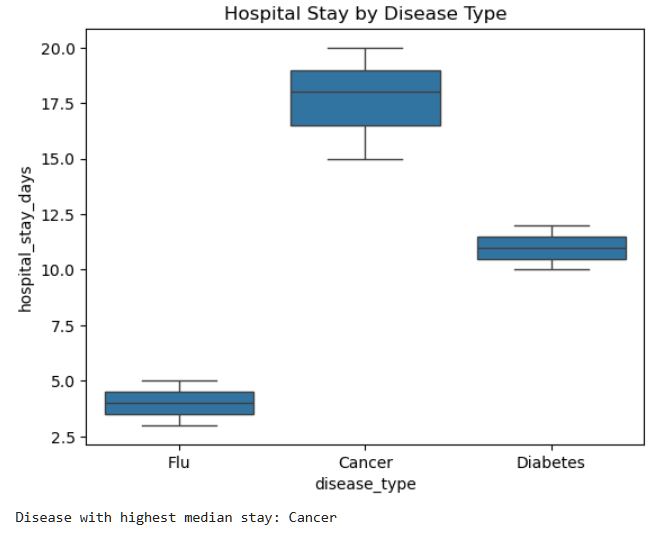 Hospital Stay by Disease Type
20.0
17.5
15.0
12.5
10.0
7.5
5.0
2.5
hospital_stay_days
Flu Cancer Diabetes
disease_type
Disease with highest median stay: Cancer